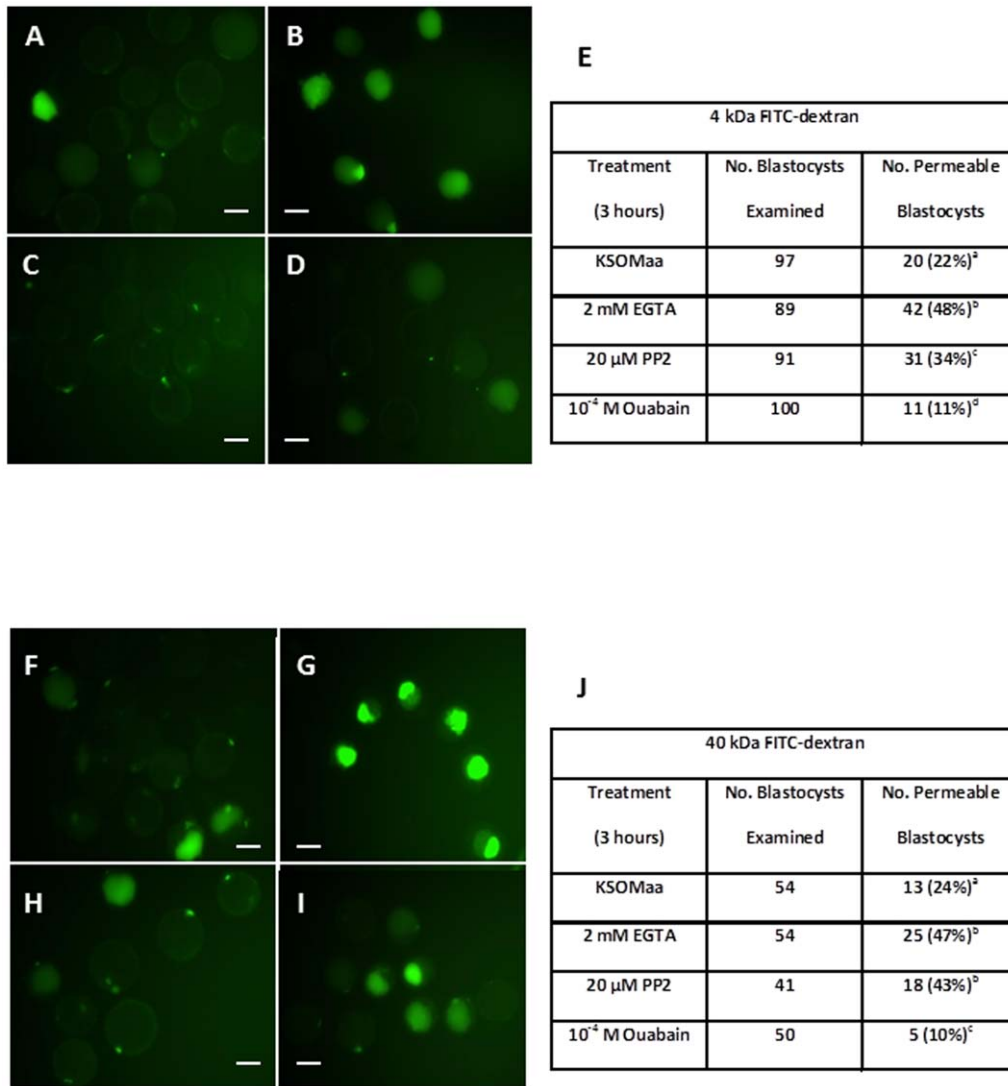 A
B
C
D
E
4 kDa FITC-dextran
Treatment (3 hours) No. Blastocysts Examined No. Permeable Blastocysts
KSOMaa 97 20 (22%)ᵃ
2 mM EGTA 89 42 (48%)ᵇ
20 µM PP2 91 31 (34%)ᶜ
10⁻⁴ M Ouabain 100 11 (11%)ᵈ
F
G
H
I
J
40 kDa FITC-dextran
Treatment (3 hours) No. Blastocysts Examined No. Permeable Blastocysts
KSOMaa 54 13 (24%)ᵃ
2 mM EGTA 54 25 (47%)ᵇ
20 µM PP2 41 18 (43%)ᵇ
10⁻⁴ M Ouabain 50 5 (10%)ᶜ